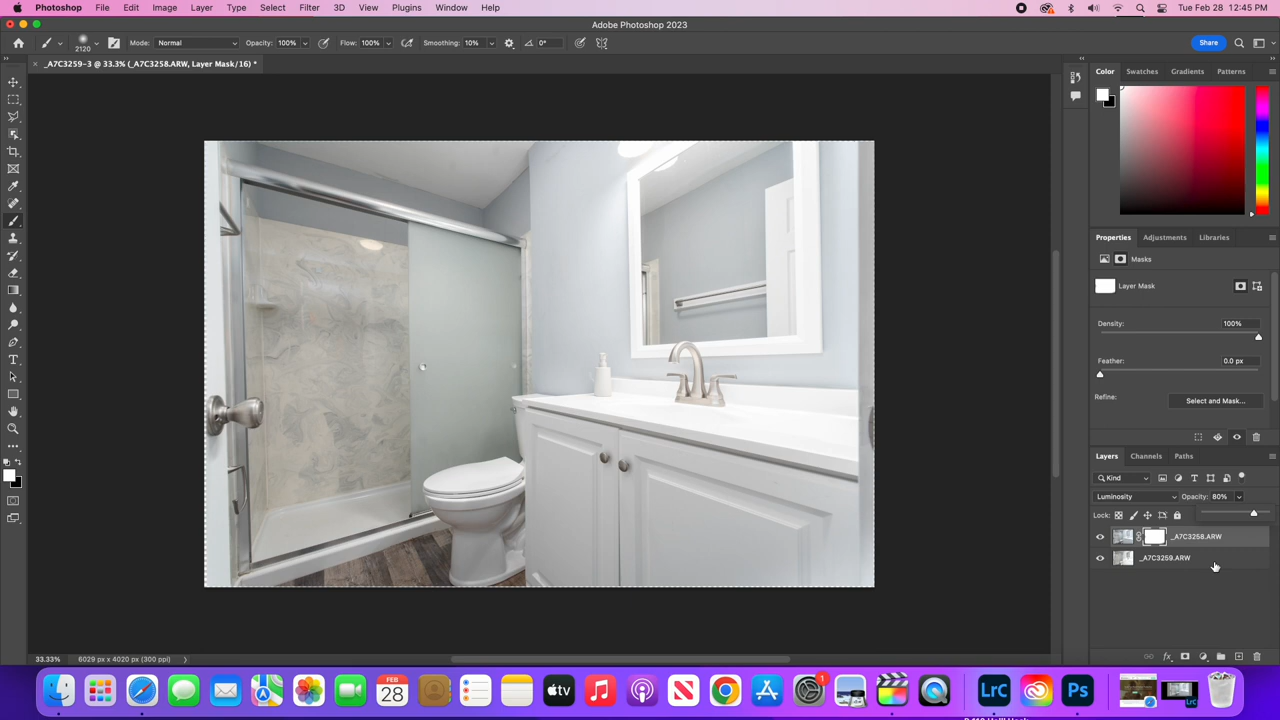 Photoshop File Edit Image Layer Type Select Filter 3D View Plugins Window Help Tue Feb 28 12:45 PM
Adobe Photoshop 2023
2120 Mode: Normal Opacity: 100% Flow: 100% Smoothing: 10% 0° Share
× _A7C3259-3 @ 33.3% (_A7C3258.ARW, Layer Mask/16) *
Color Swatches Gradients Patterns
Properties Adjustments Libraries
Masks
Layer Mask
Density: 100%
Feather: 0.0 px
Refine: Select and Mask...
Layers Channels Paths
Kind
Luminosity Opacity: 80%
Lock:
_A7C3258.ARW
_A7C3259.ARW
33.33% 6029 px x 4020 px (300 ppi)
FEB
28
tv
1
LrC
Ps